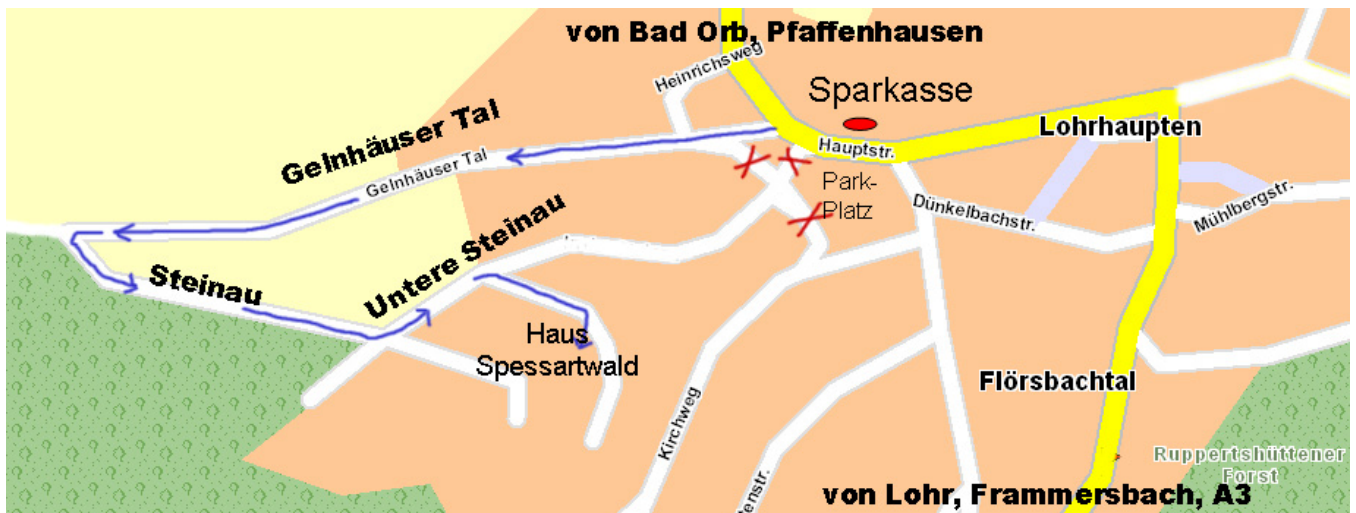 von Bad Orb, Pfaffenhausen
Heinrichsweg
Sparkasse
Gelnhäuser Tal
Lohrhaupten
Hauptstr.
Gelnhäuser Tal
Park-
Platz
Dünkelbachstr.
Mühlbergstr.
Untere Steinau
Steinau
Haus
Spessartwald
Flörsbachtal
Kirchweg
Ruppertshüttener
Forst
enstr.
von Lohr, Frammersbach, A3